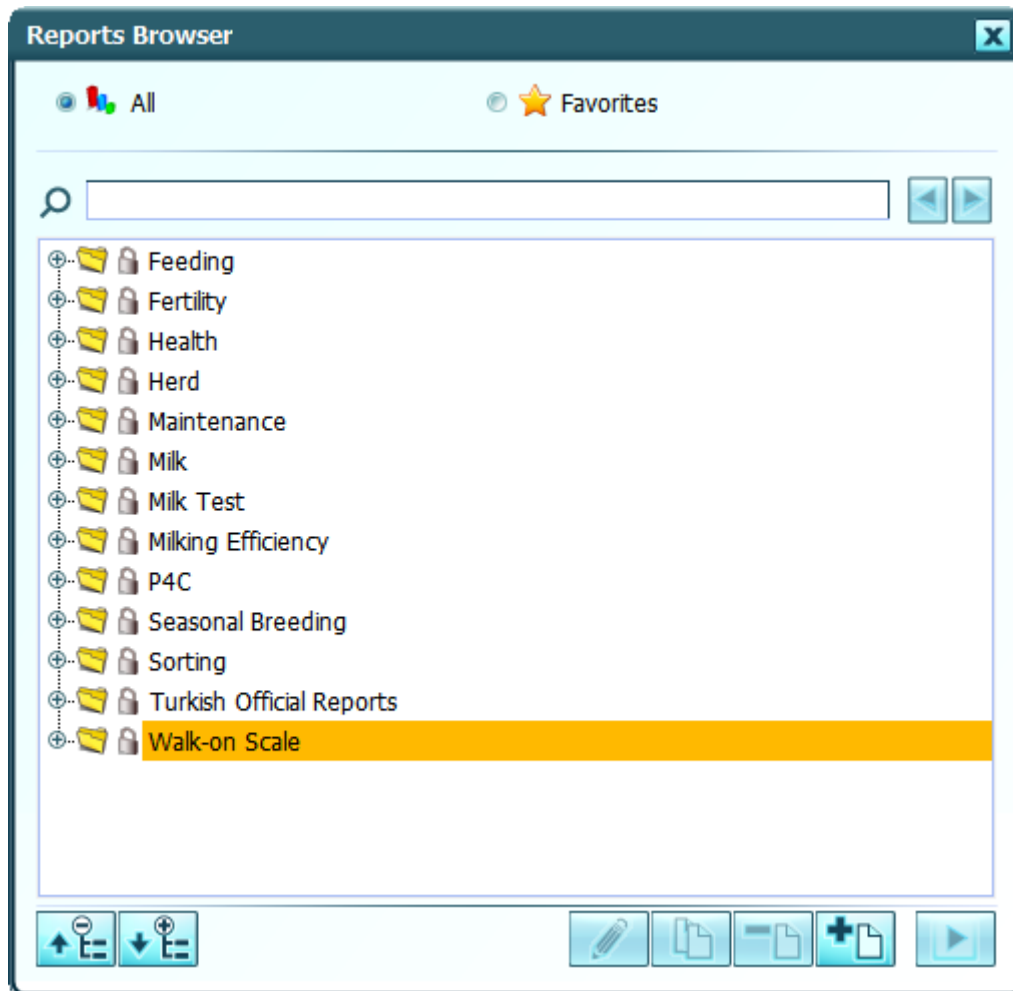 Reports Browser
All
Favorites
Feeding
Fertility
Health
Herd
Maintenance
Milk
Milk Test
Milking Efficiency
P4C
Seasonal Breeding
Sorting
Turkish Official Reports
Walk-on Scale